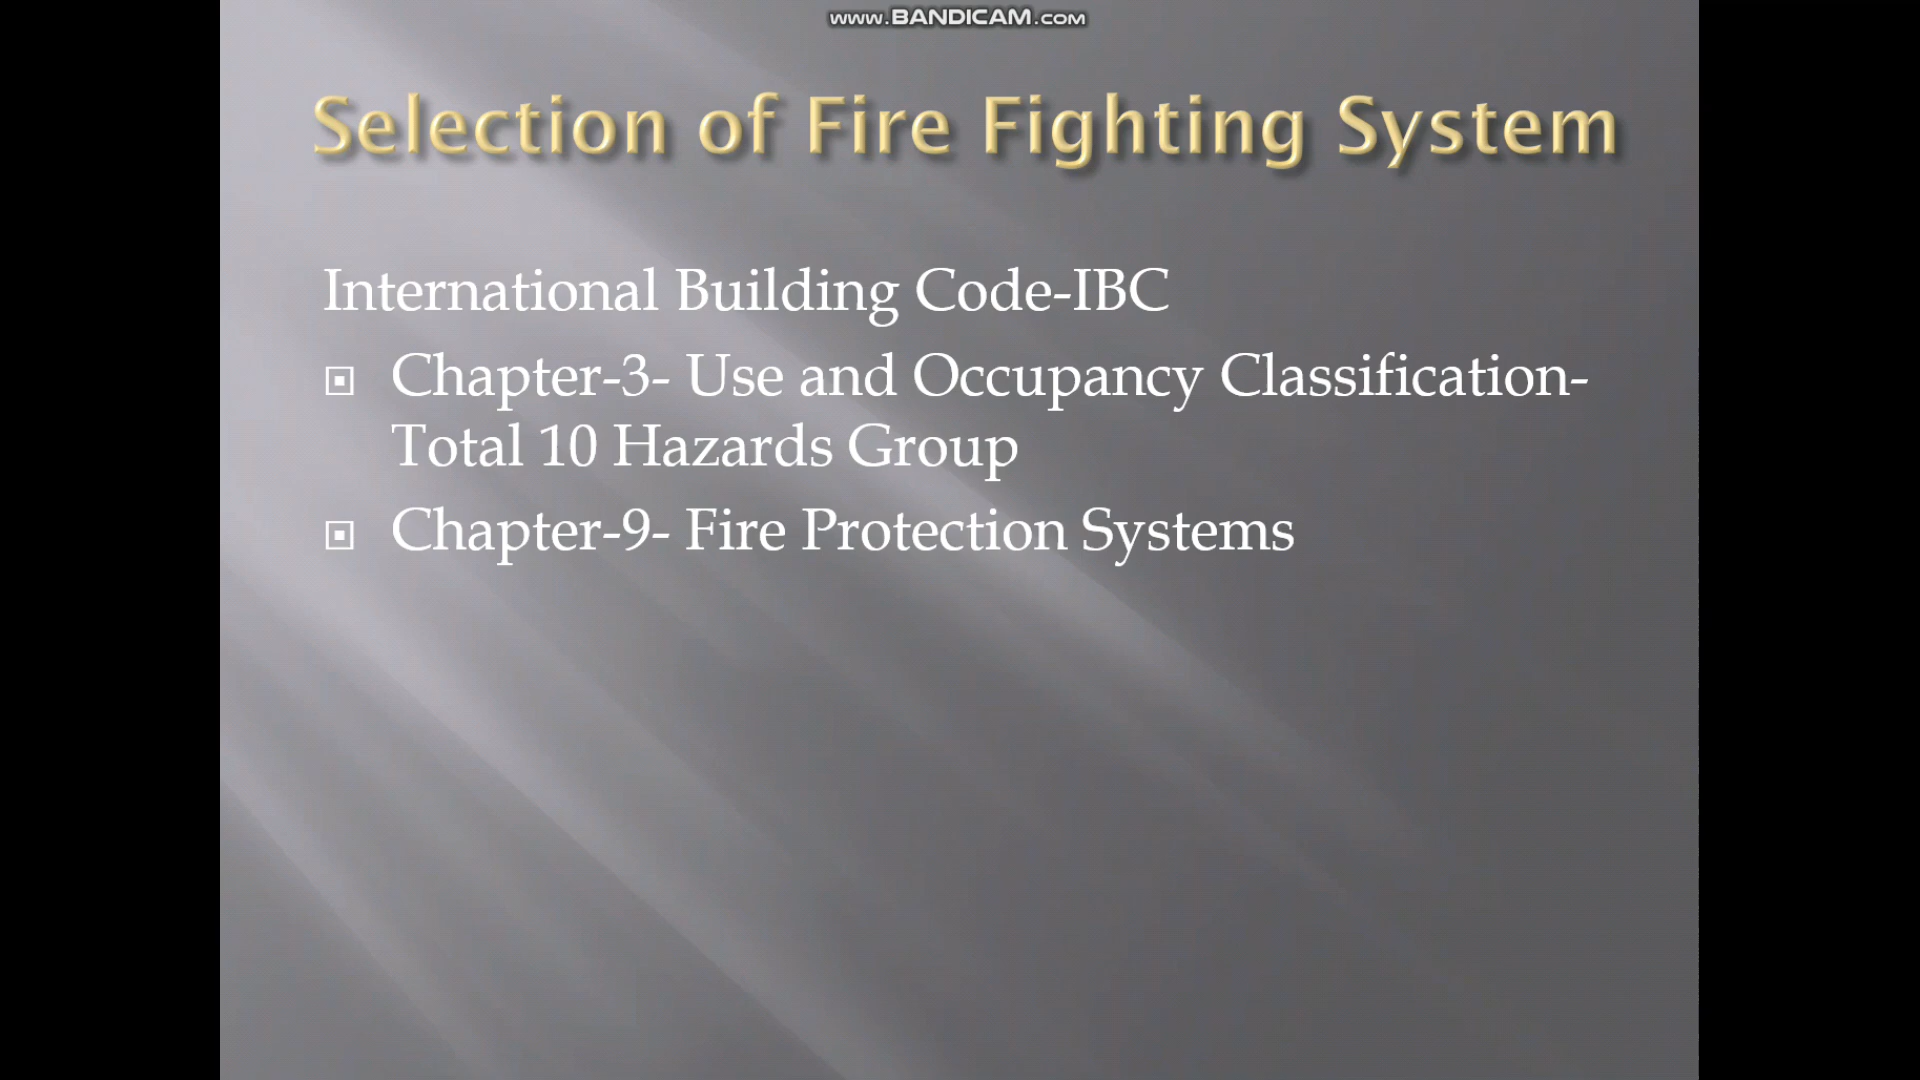 www.BANDICAM.com
Selection of Fire Fighting System
International Building Code-IBC
Chapter-3- Use and Occupancy Classification-
Total 10 Hazards Group
Chapter-9- Fire Protection Systems